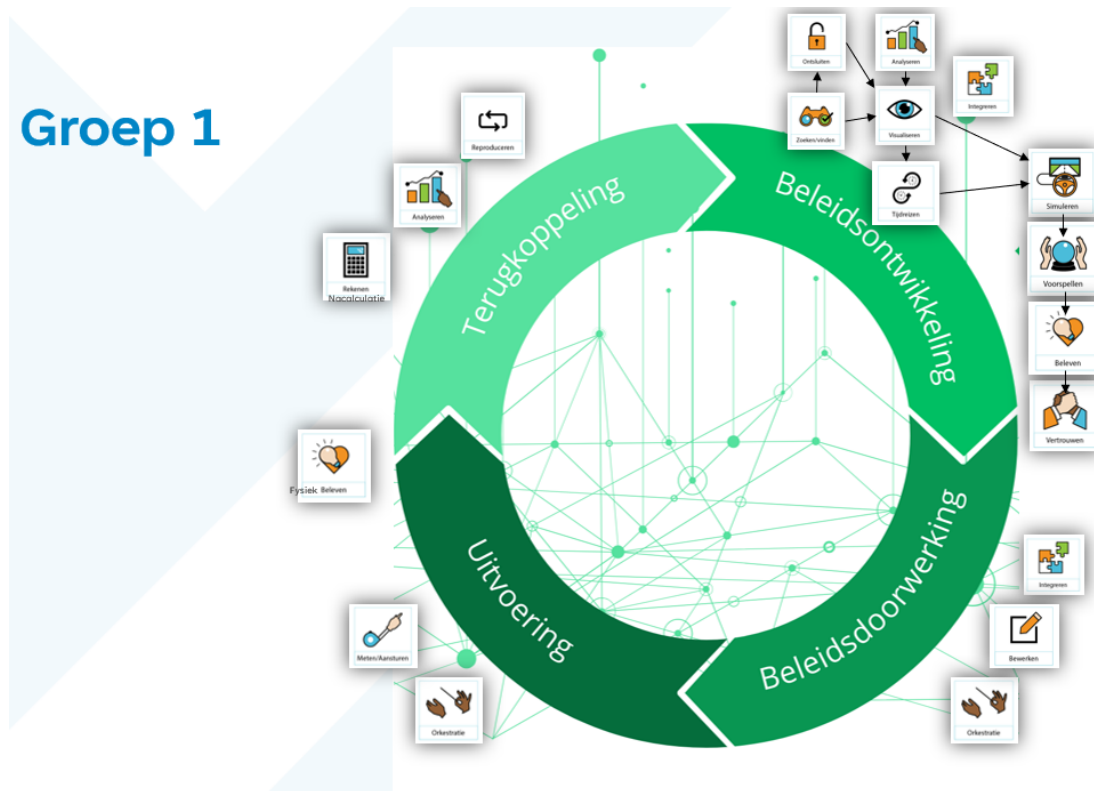 Groep 1
Ontsluiten
Analyseren
Integreren
Zoeken/vinden
Visualiseren
Tijdreizen
Simuleren
Voorspellen
Beleven
Vertrouwen
Reproduceren
Analyseren
Rekenen
Nacalculatie
Terugkoppeling
Beleidsontwikkeling
Fysiek Beleven
Uitvoering
Beleidsdoorwerking
Integreren
Meten/Aansturen
Bewerken
Orkestratie
Orkestratie